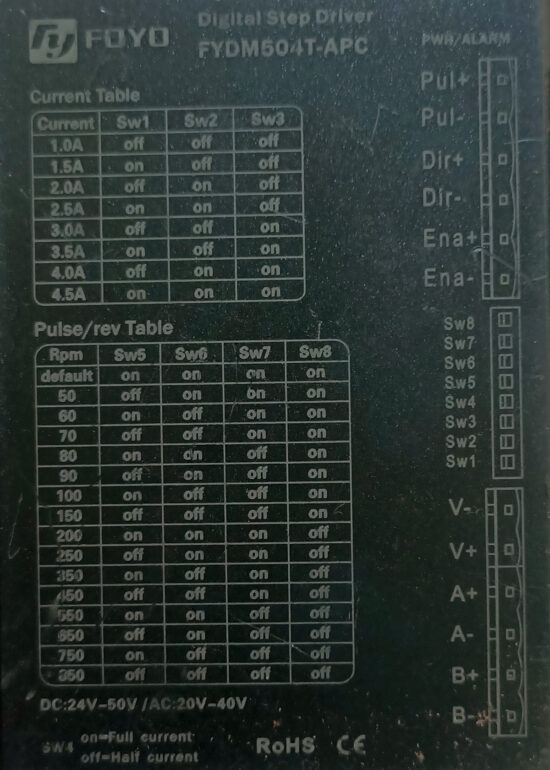 FY FOYO
Digital Step Driver
FYDM504T-APC
PWR/ALARM
Current Table
Current Sw1 Sw2 Sw3
1.0A off off off
1.5A on off off
2.0A off on off
2.5A on on off
3.0A off off on
3.5A on off on
4.0A off on on
4.5A on on on
Pulse/rev Table
Rpm Sw5 Sw6 Sw7 Sw8
default on on on on
50 off on on on
60 on off on on
70 off off on on
80 on on off on
90 off on off on
100 on off off on
150 off off off on
200 on on on off
250 off on on off
350 on off on off
450 off off on off
550 on on off off
650 off on off off
750 on off off off
850 off off off off
DC:24V-50V /AC:20V-40V
SW4 on=Full current
off=Half current
RoHS CE
Pul+
Pul-
Dir+
Dir-
Ena+
Ena-
Sw8
Sw7
Sw6
Sw5
Sw4
Sw3
Sw2
Sw1
V-
V+
A+
A-
B+
B-